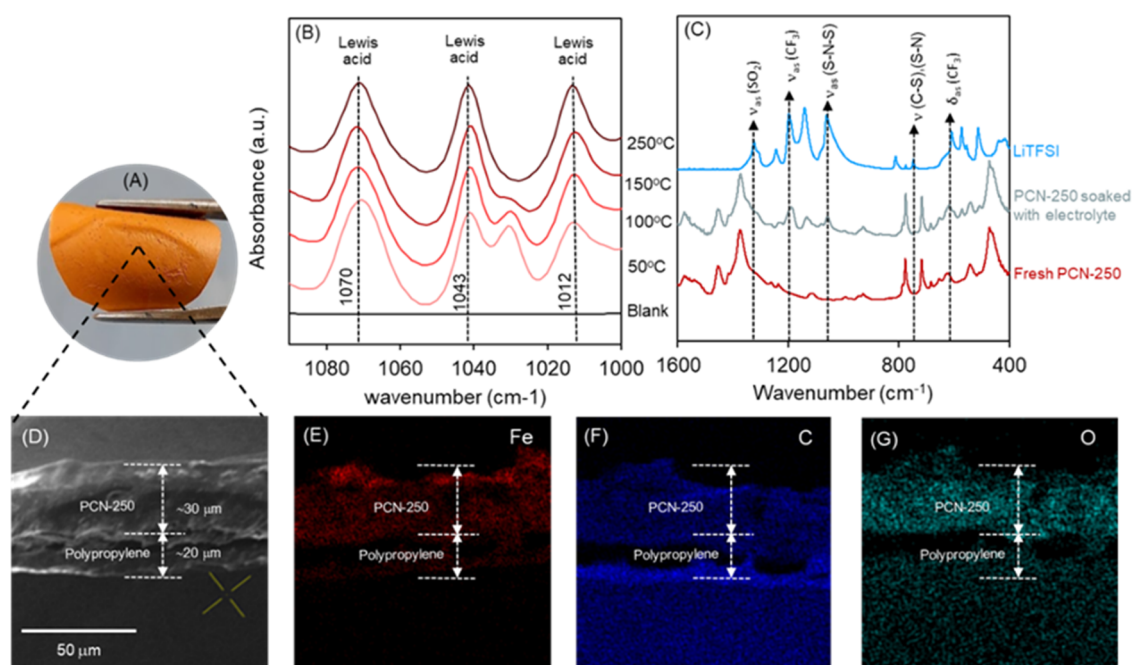 (A)
(B)
Lewis
acid
Lewis
acid
Lewis
acid
250°C
150°C
100°C
50°C
Blank
1070
1043
1012
Absorbance (a.u.)
1080
1060
1040
1020
1000
wavenumber (cm-1)
(C)
νas (SO2)
νas (CF3)
νas (S-N-S)
ν (C-S),(S-N)
δas (CF3)
LiTFSI
PCN-250 soaked
with electrolyte
Fresh PCN-250
1600
1200
800
400
Wavenumber (cm-1)
(D)
PCN-250
~30 μm
Polypropylene
~20 μm
50 μm
(E)
Fe
PCN-250
Polypropylene
(F)
C
PCN-250
Polypropylene
(G)
O
PCN-250
Polypropylene